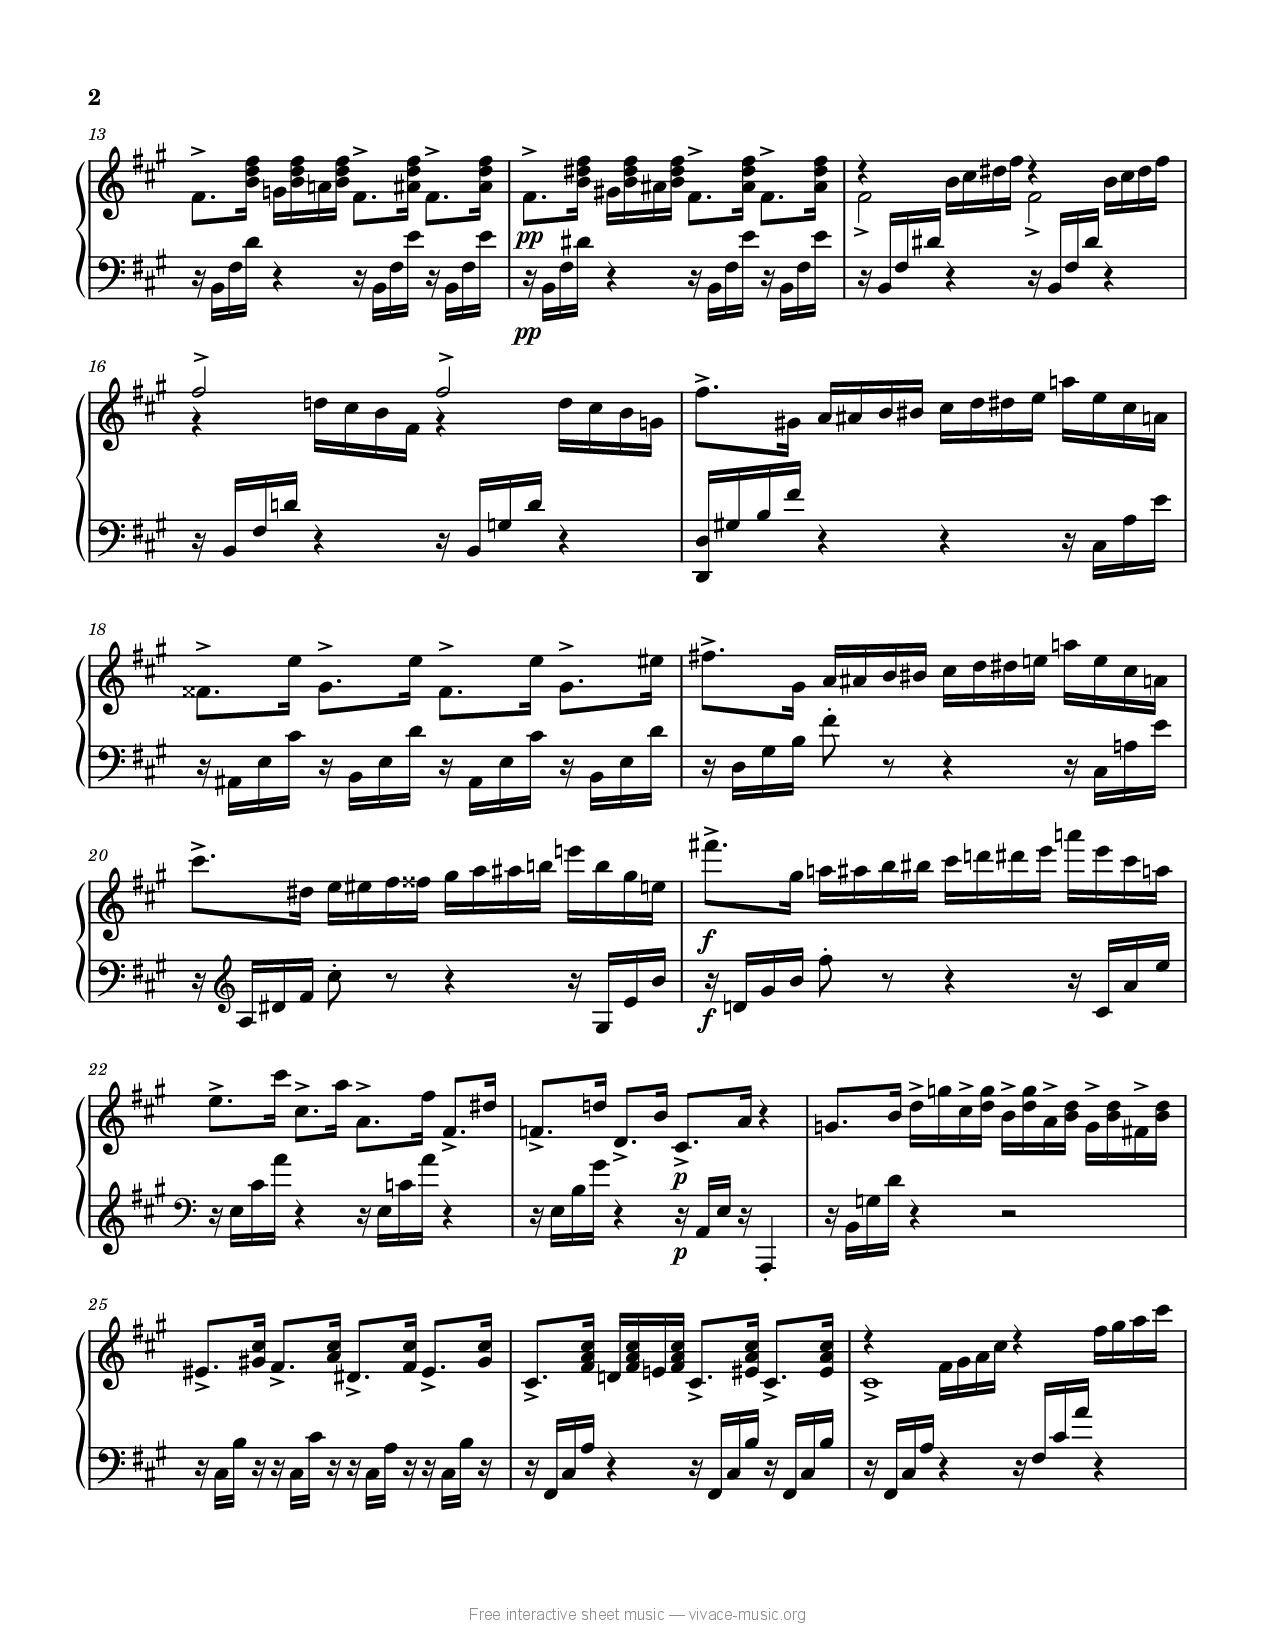 2
13
pp
pp
16
18
20
f
f
22
p
p
25
Free interactive sheet music — vivace-music.org